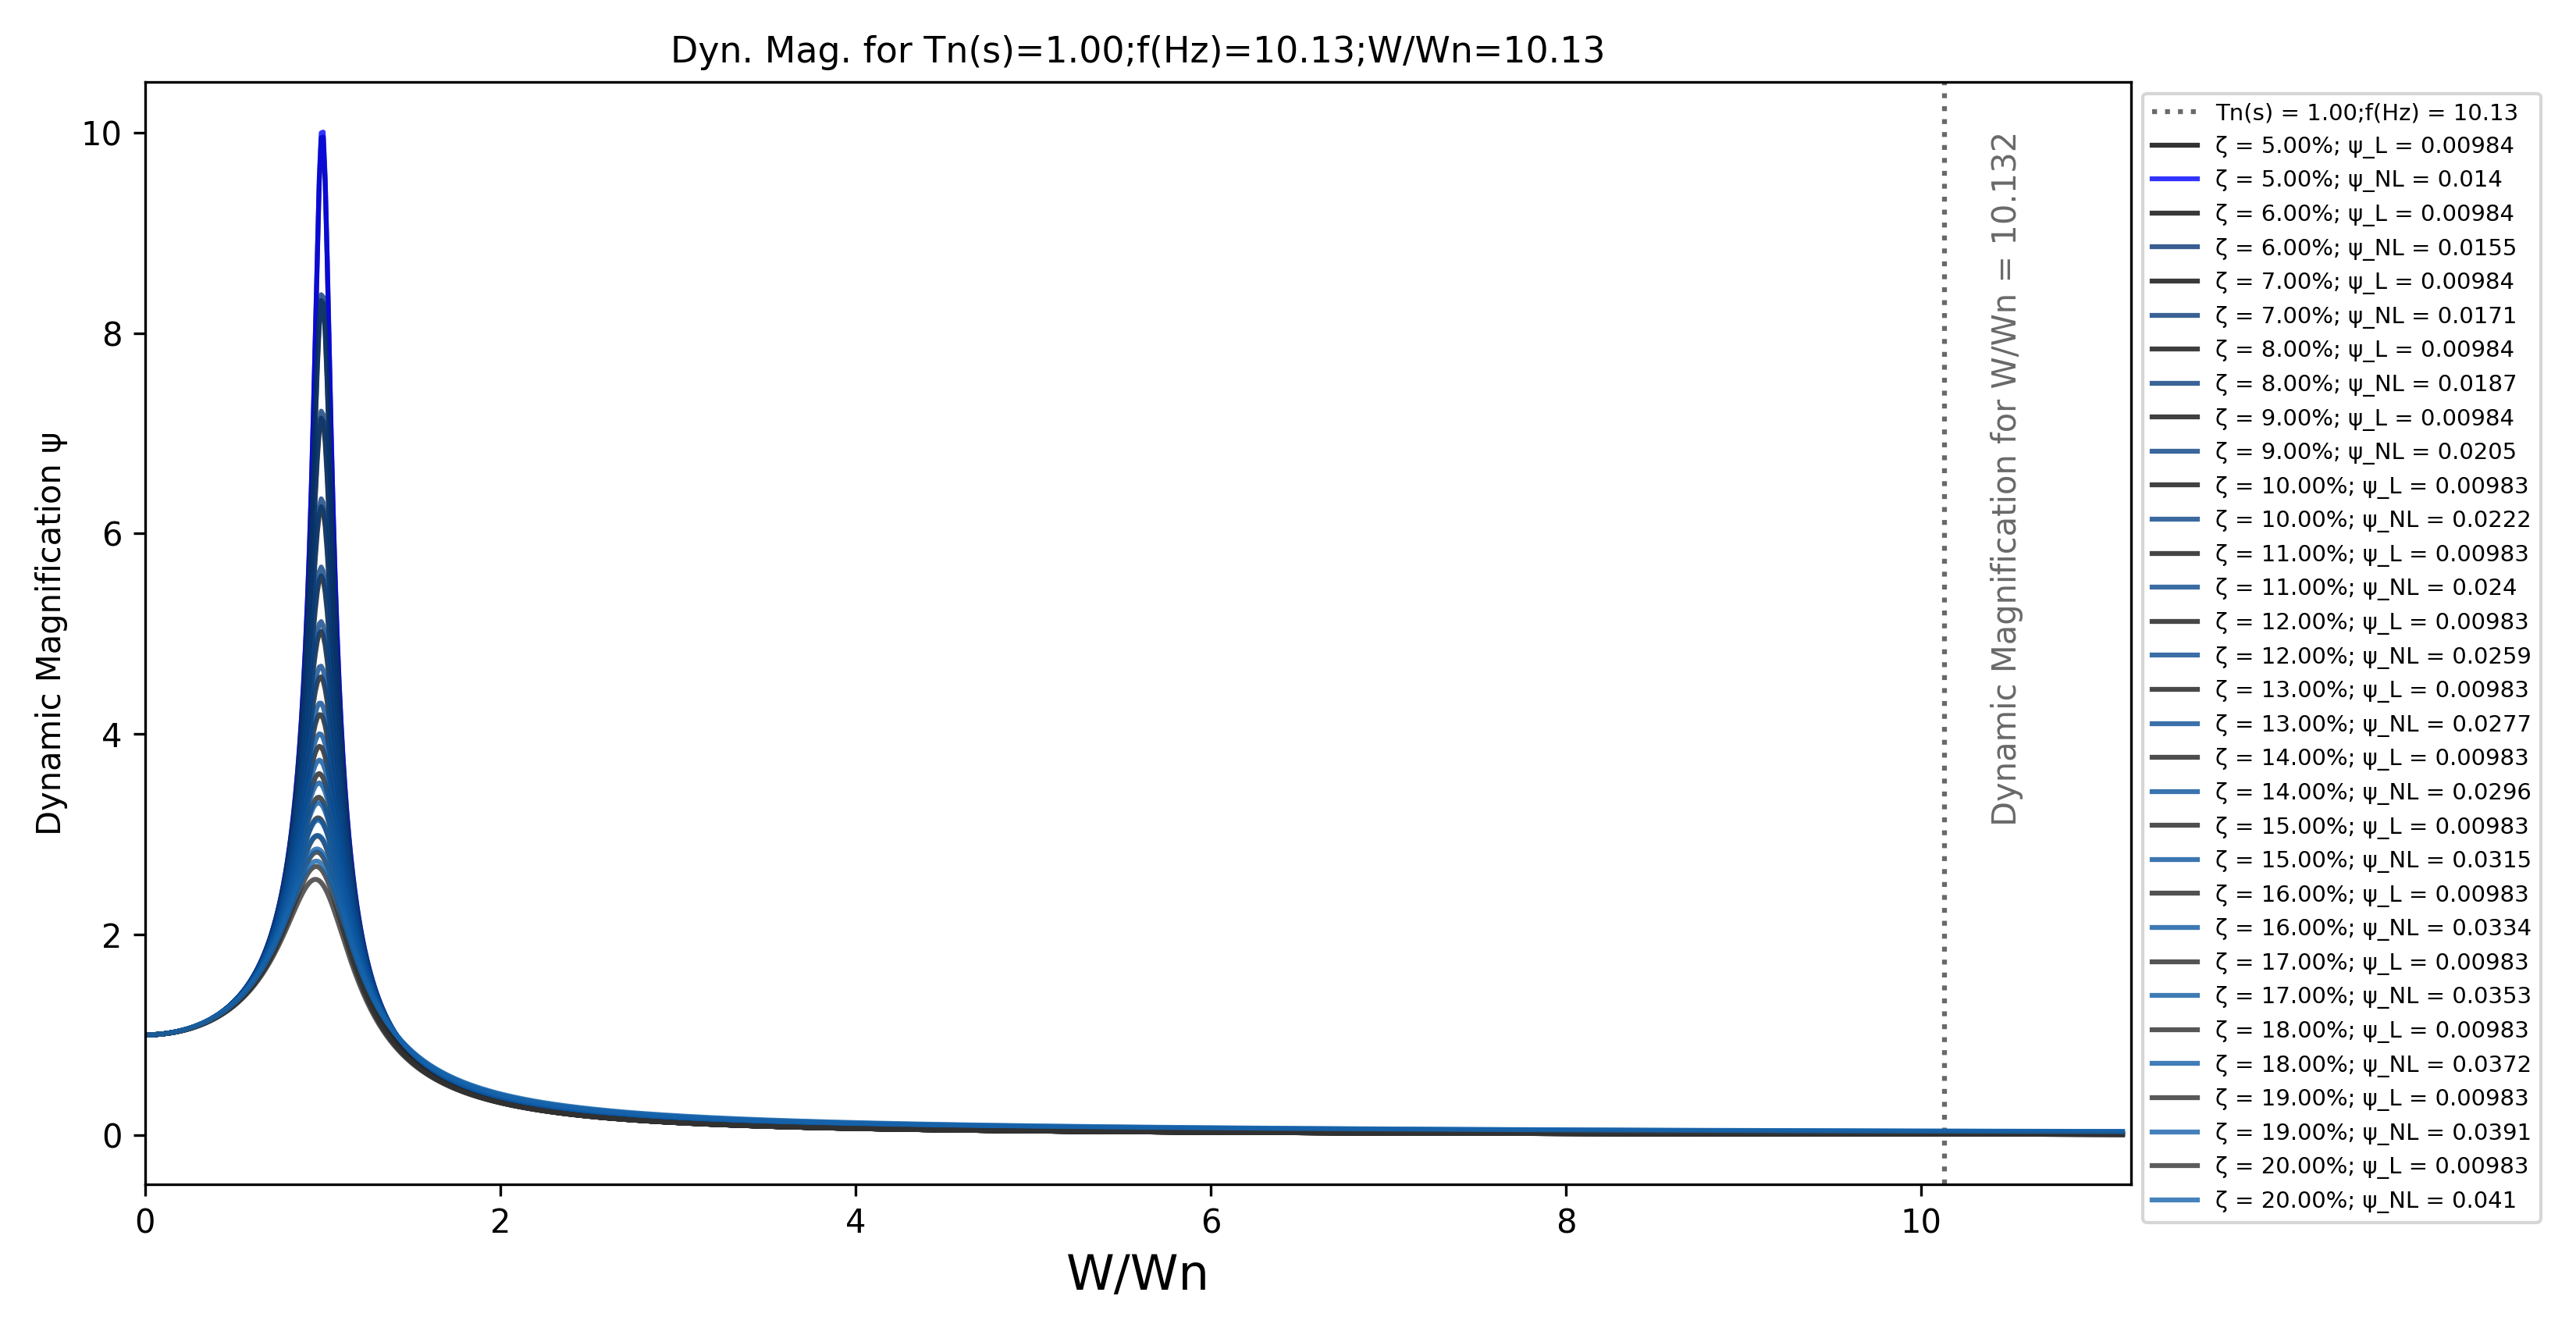 Dyn. Mag. for Tn(s)=1.00;f(Hz)=10.13;W/Wn=10.13
Dynamic Magnification ψ
10
8
6
4
2
0
0 2 4 6 8 10
W/Wn
Dynamic Magnification for W/Wn = 10.132
Tn(s) = 1.00;f(Hz) = 10.13
ζ = 5.00%; ψ_L = 0.00984
ζ = 5.00%; ψ_NL = 0.014
ζ = 6.00%; ψ_L = 0.00984
ζ = 6.00%; ψ_NL = 0.0155
ζ = 7.00%; ψ_L = 0.00984
ζ = 7.00%; ψ_NL = 0.0171
ζ = 8.00%; ψ_L = 0.00984
ζ = 8.00%; ψ_NL = 0.0187
ζ = 9.00%; ψ_L = 0.00984
ζ = 9.00%; ψ_NL = 0.0205
ζ = 10.00%; ψ_L = 0.00983
ζ = 10.00%; ψ_NL = 0.0222
ζ = 11.00%; ψ_L = 0.00983
ζ = 11.00%; ψ_NL = 0.024
ζ = 12.00%; ψ_L = 0.00983
ζ = 12.00%; ψ_NL = 0.0259
ζ = 13.00%; ψ_L = 0.00983
ζ = 13.00%; ψ_NL = 0.0277
ζ = 14.00%; ψ_L = 0.00983
ζ = 14.00%; ψ_NL = 0.0296
ζ = 15.00%; ψ_L = 0.00983
ζ = 15.00%; ψ_NL = 0.0315
ζ = 16.00%; ψ_L = 0.00983
ζ = 16.00%; ψ_NL = 0.0334
ζ = 17.00%; ψ_L = 0.00983
ζ = 17.00%; ψ_NL = 0.0353
ζ = 18.00%; ψ_L = 0.00983
ζ = 18.00%; ψ_NL = 0.0372
ζ = 19.00%; ψ_L = 0.00983
ζ = 19.00%; ψ_NL = 0.0391
ζ = 20.00%; ψ_L = 0.00983
ζ = 20.00%; ψ_NL = 0.041